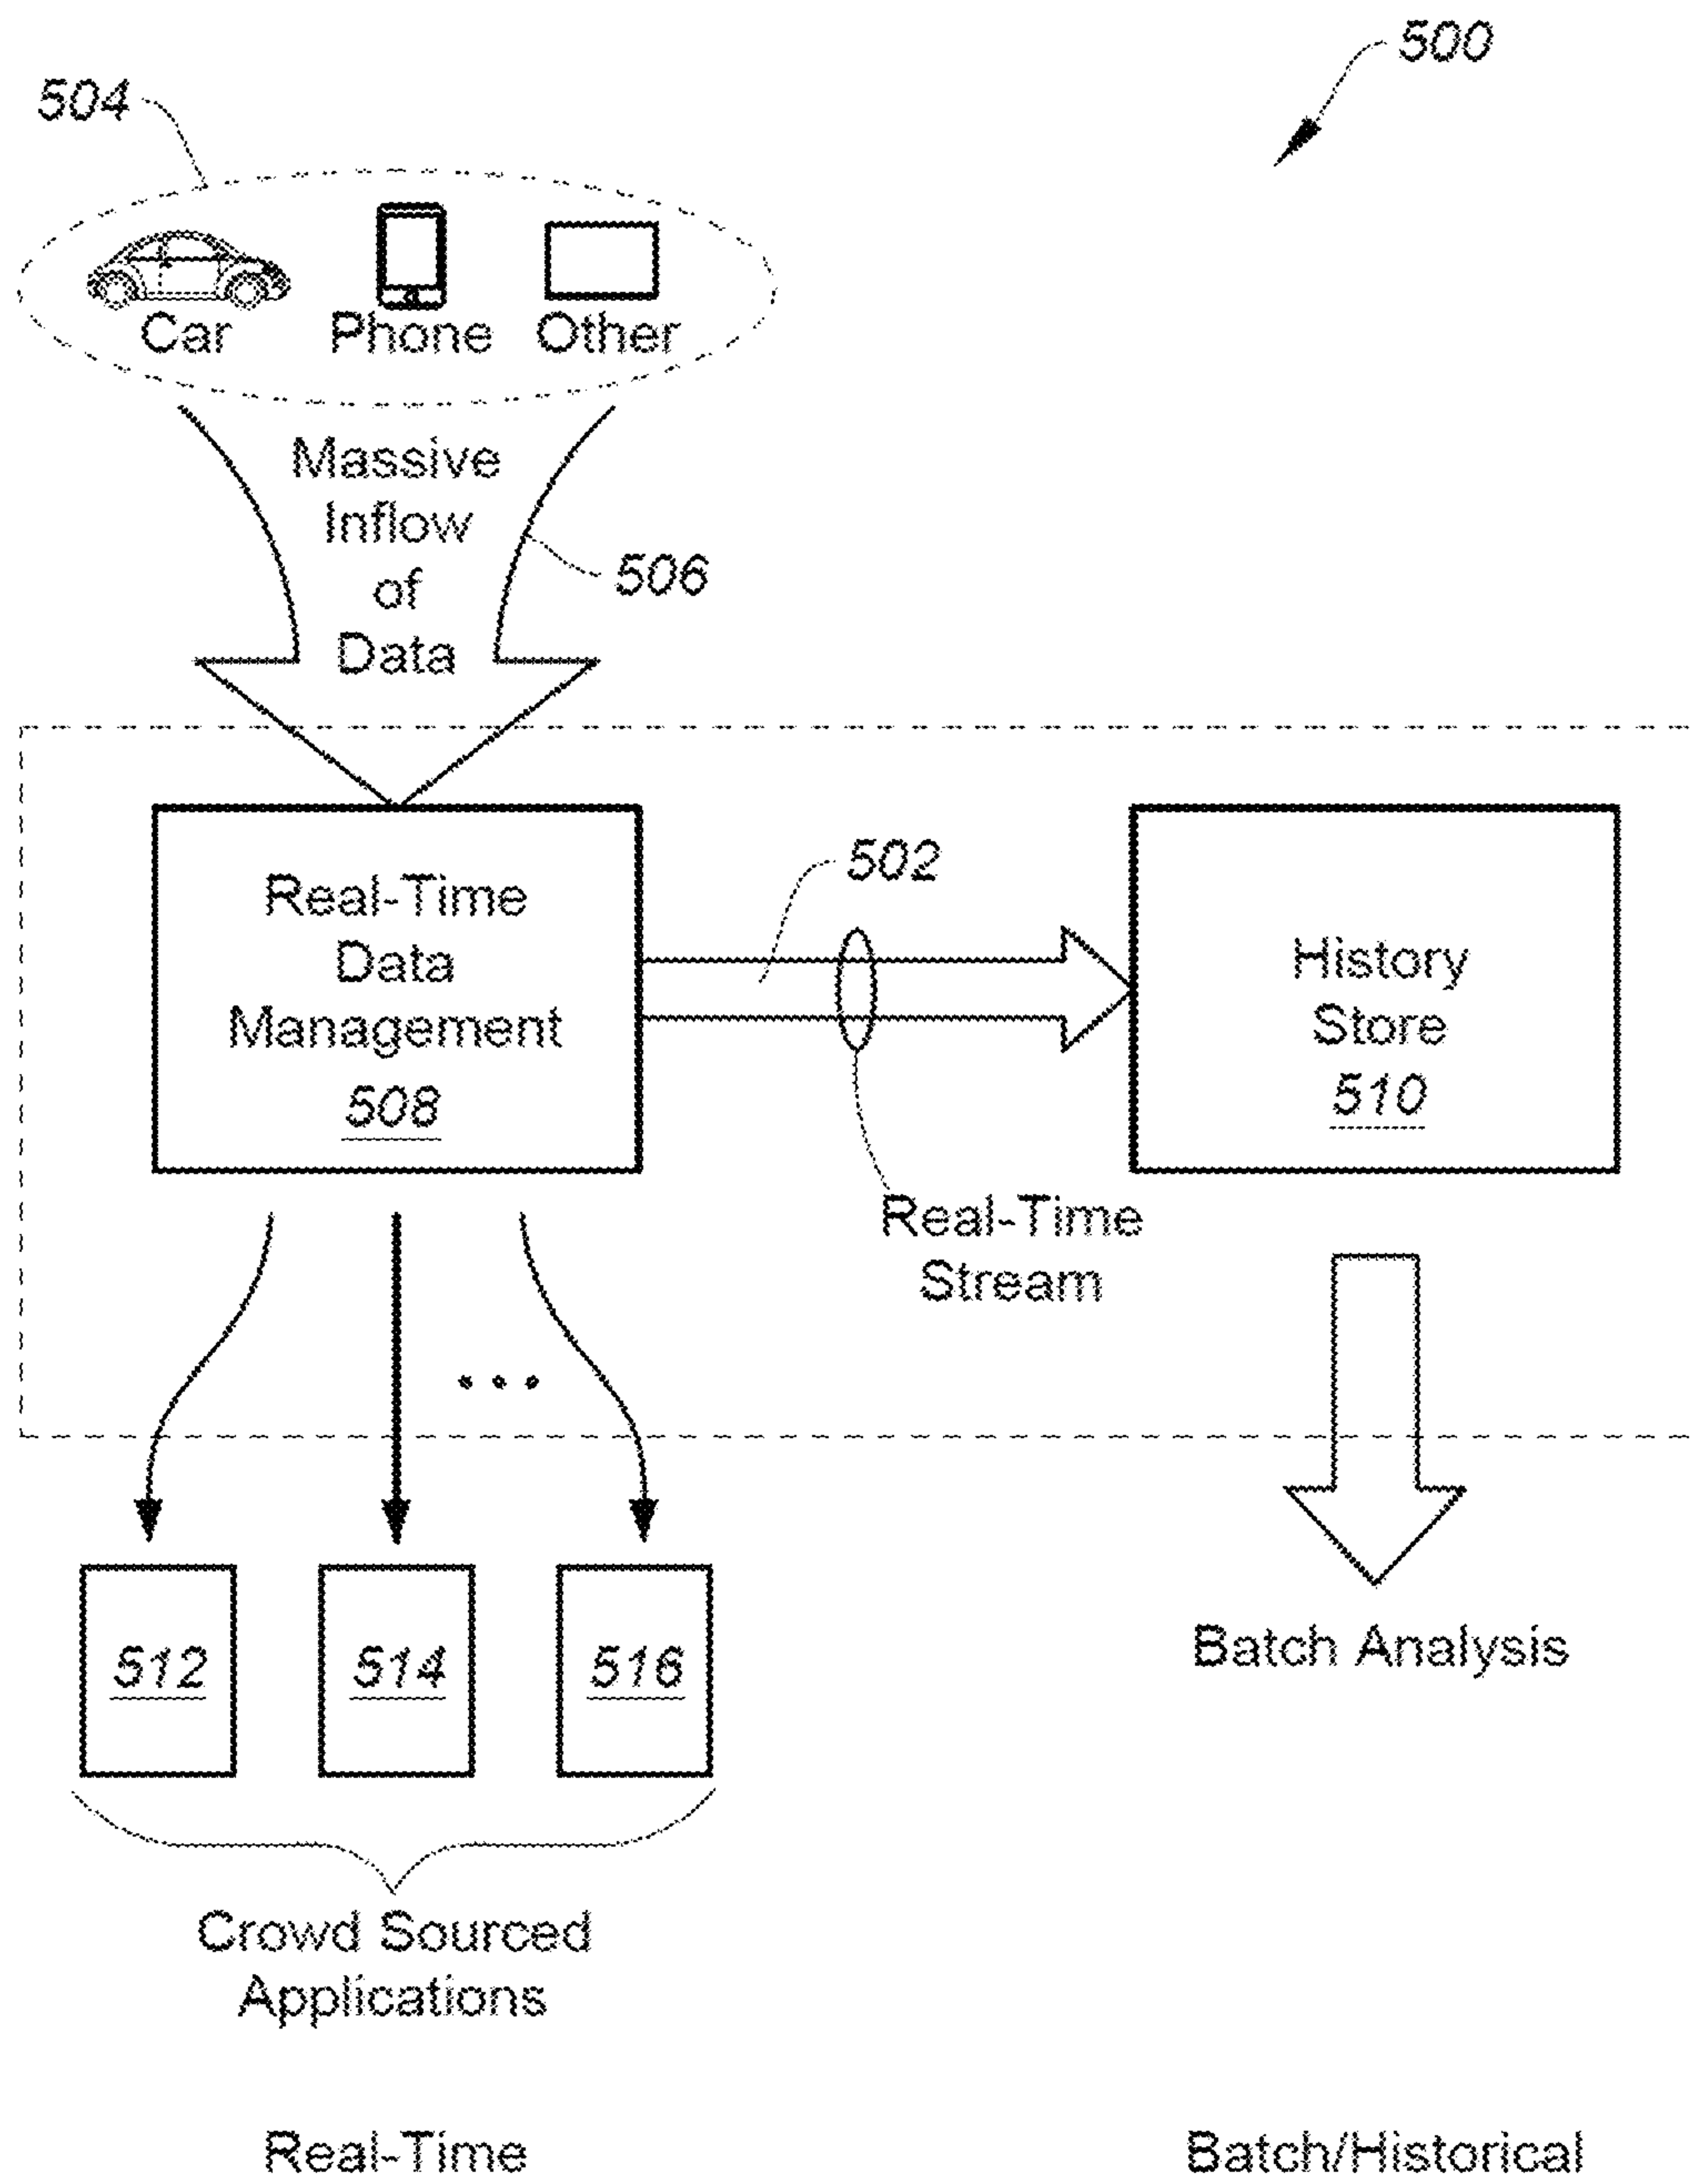 500
504
Car Phone Other
Massive
Inflow
of
Data
506
Real-Time
Data
Management
508
502
History
Store
510
Real-Time
Stream
...
512 514 516
Batch Analysis
Crowd Sourced
Applications
Real-Time Batch/Historical